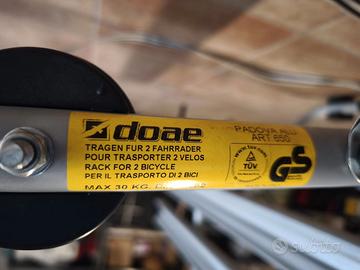 doae
TRAGEN FUR 2 FAHRRADER
POUR TRASPORTER 2 VELOS
RACK FOR 2 BICYCLE
PER IL TRASPORTO DI 2 BICI
MAX 30 KG.
PADOVA ALU
ART 650
TÜV
GS
subito